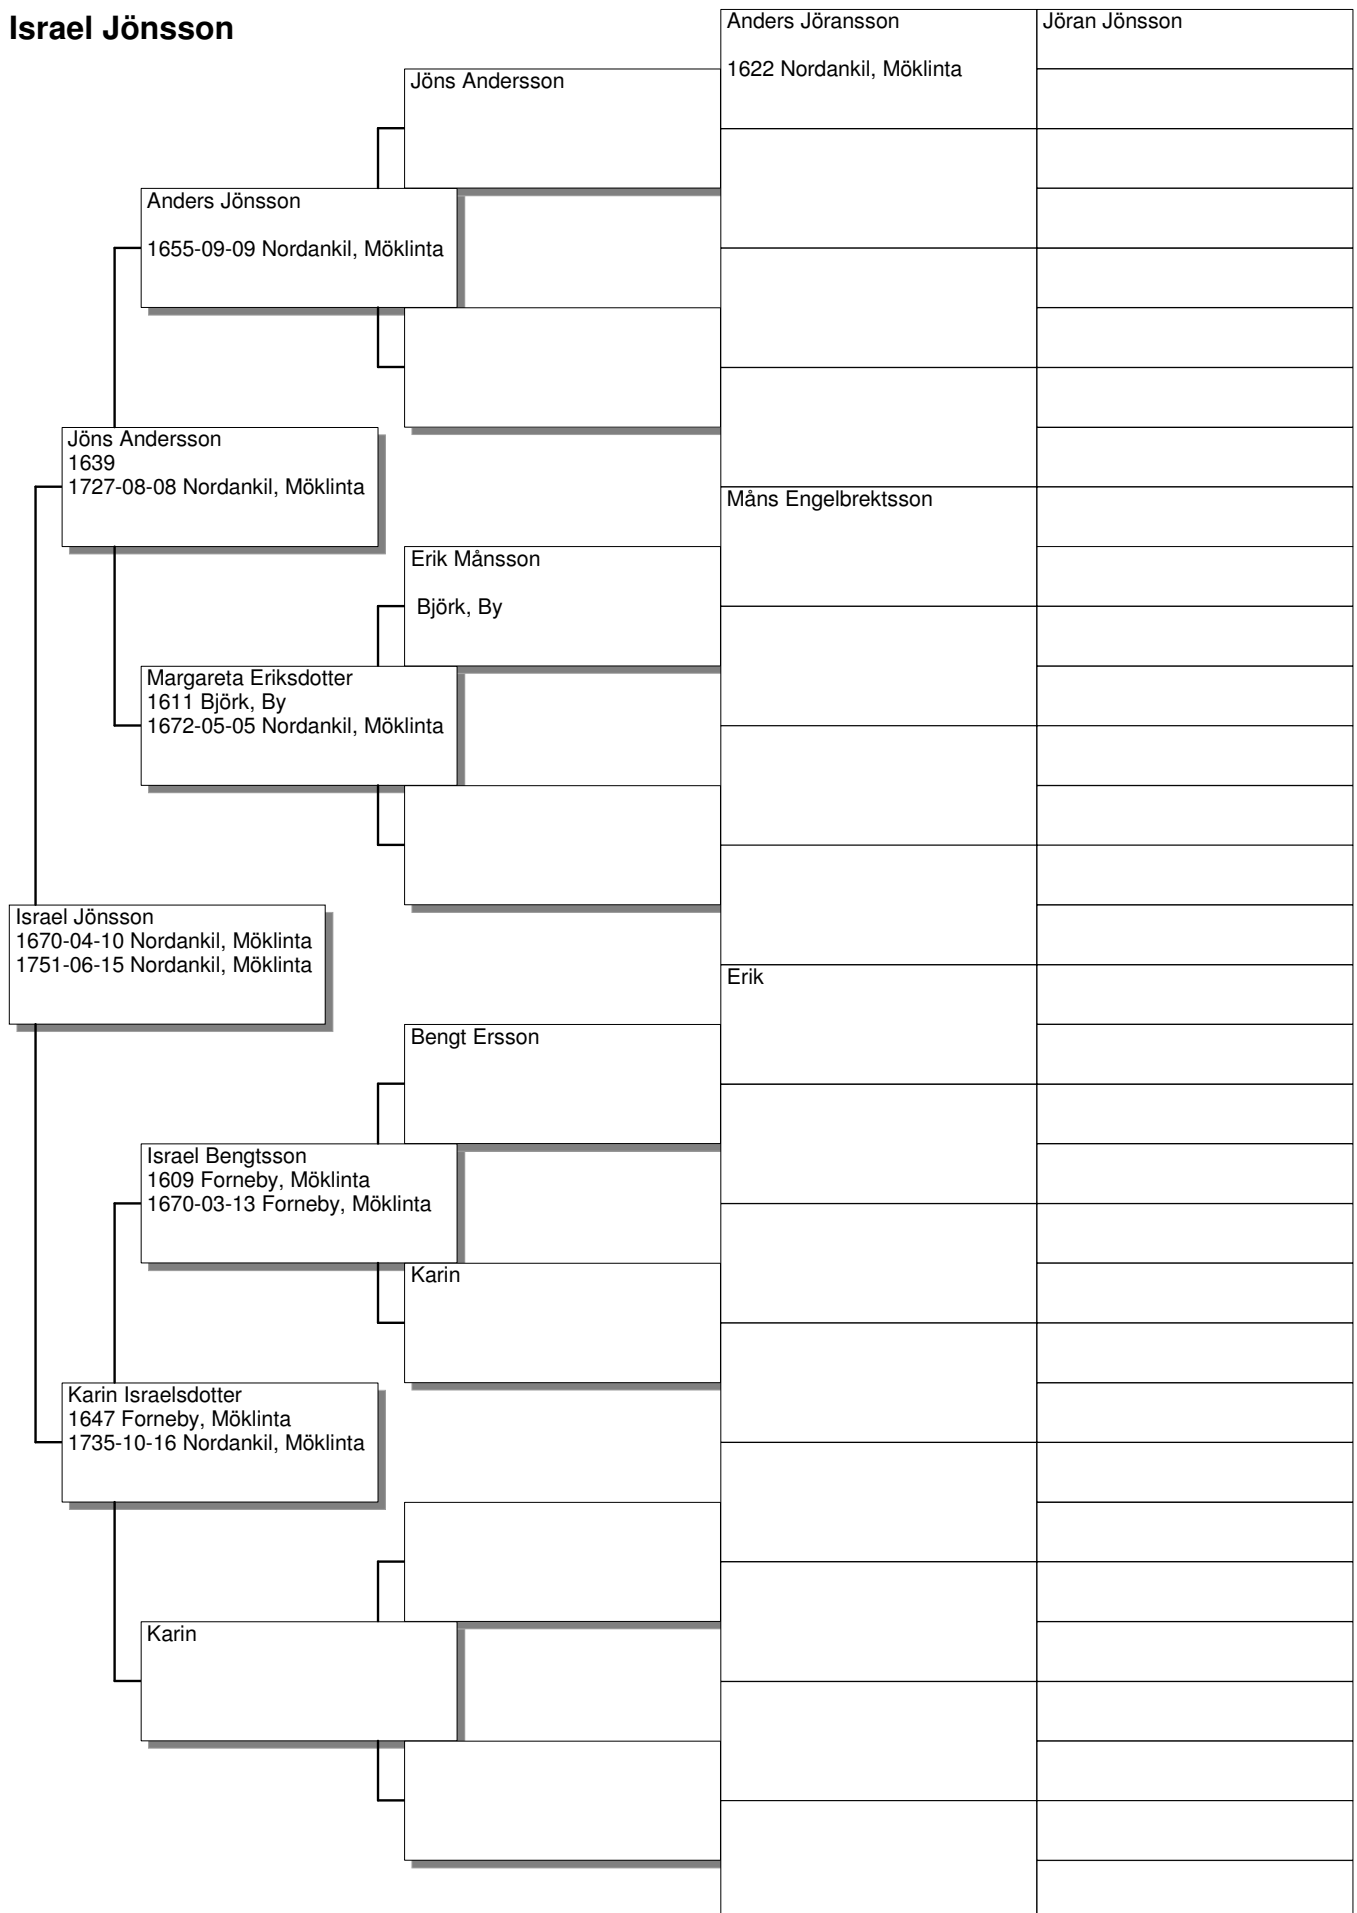 Israel Jönsson
Anders Jöransson
1622 Nordankil, Möklinta
Jöran Jönsson
Jöns Andersson
Anders Jönsson
1655-09-09 Nordankil, Möklinta
Jöns Andersson
1639
1727-08-08 Nordankil, Möklinta
Måns Engelbrektsson
Erik Månsson
Björk, By
Margareta Eriksdotter
1611 Björk, By
1672-05-05 Nordankil, Möklinta
Israel Jönsson
1670-04-10 Nordankil, Möklinta
1751-06-15 Nordankil, Möklinta
Erik
Bengt Ersson
Israel Bengtsson
1609 Forneby, Möklinta
1670-03-13 Forneby, Möklinta
Karin
Karin Israelsdotter
1647 Forneby, Möklinta
1735-10-16 Nordankil, Möklinta
Karin